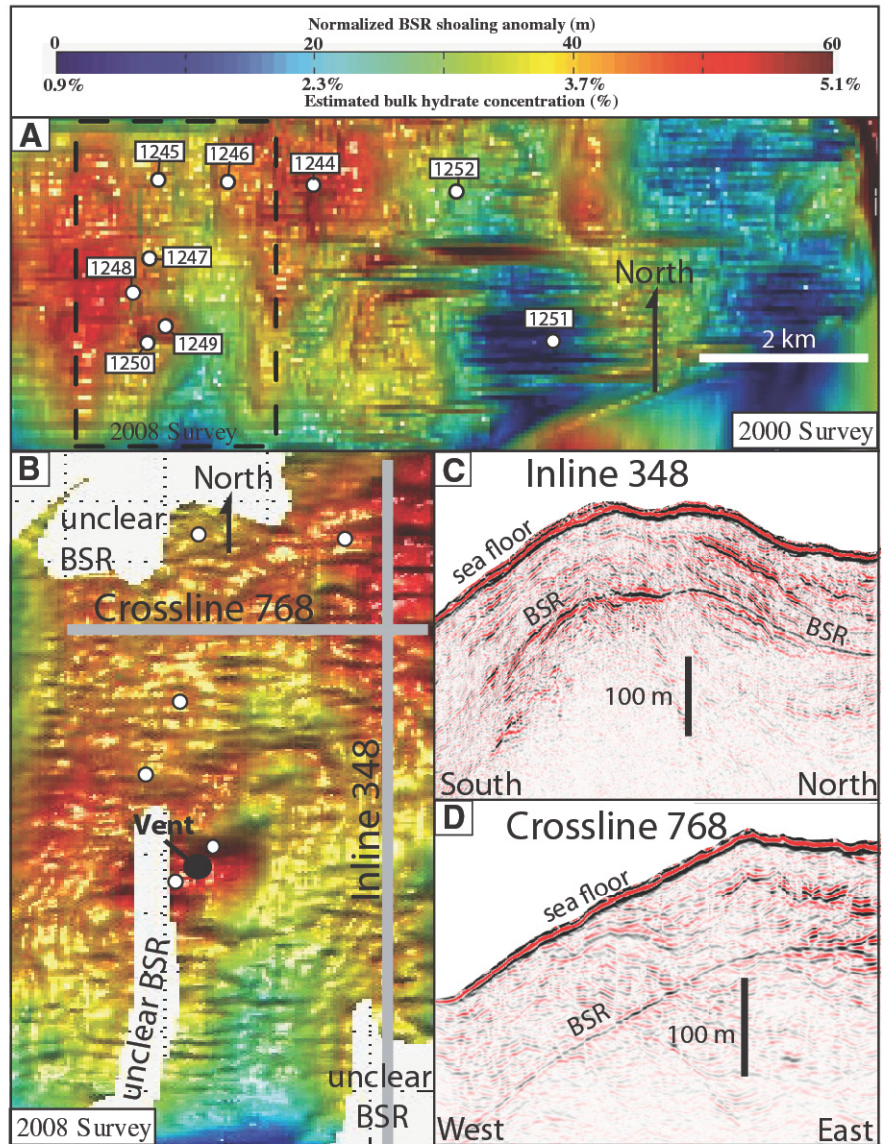 Normalized BSR shoaling anomaly (m)
0 20 40 60
0.9% 2.3% 3.7% 5.1%
Estimated bulk hydrate concentration (%)
A
1245
1246
1244
1252
1248
1247
North
1251
1249
1250
2 km
2008 Survey
2000 Survey
B
North
unclear
BSR
Crossline 768
Inline 348
Vent
unclear BSR
unclear
BSR
2008 Survey
C
Inline 348
sea floor
BSR
BSR
100 m
South
North
D
Crossline 768
sea floor
BSR
100 m
West
East